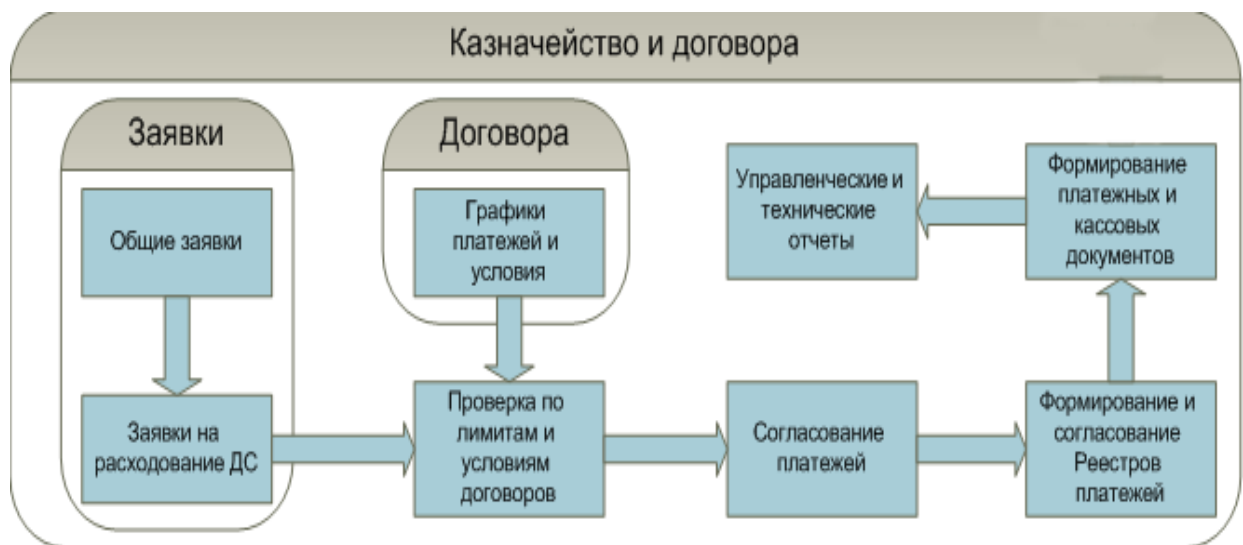 Казначейство и договора
Заявки
Общие заявки
Заявки на
расходование ДС
Договора
Графики
платежей и
условия
Проверка по
лимитам и
условиям
договоров
Согласование
платежей
Формирование и
согласование
Реестров
платежей
Формирование
платежных и
кассовых
документов
Управленческие и
технические
отчеты